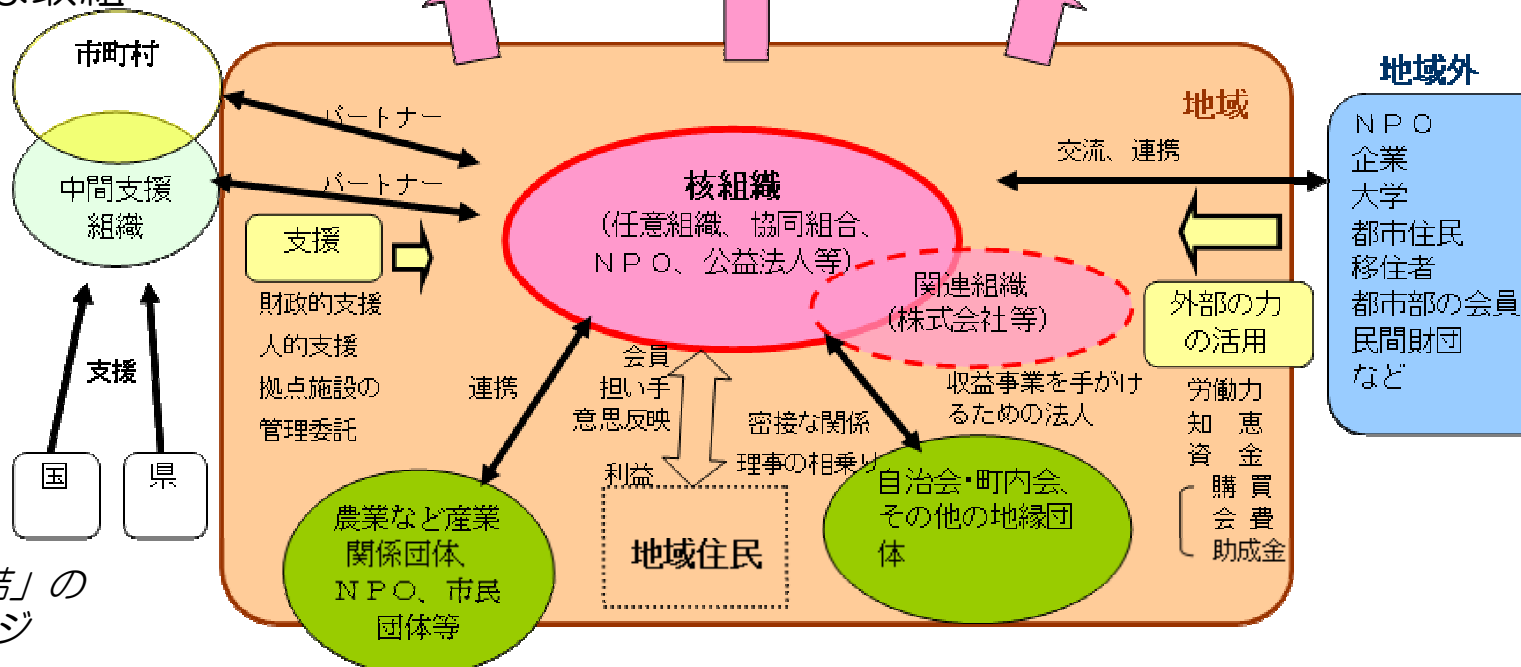 市町村
中間支援
組織
パートナー
パートナー
支援
財政的支援
人的支援
拠点施設の
管理委託
支援
国
県
核組織
(任意組織、協同組合、
ＮＰＯ、公益法人等)
関連組織
(株式会社等)
地域
交流、連携
地域外
ＮＰＯ
企業
大学
都市住民
移住者
都市部の会員
民間財団
など
外部の力
の活用
労働力
知　恵
資　金
購 買
会 費
助成金
収益事業を手がけ
るための法人
連携
会員
担い手
意思反映
利益
密接な関係
理事の相乗り
農業など産業
関係団体、
ＮＰＯ、市民
団体等
地域住民
自治会・町内会、
その他の地縁団
体
」の
ジ